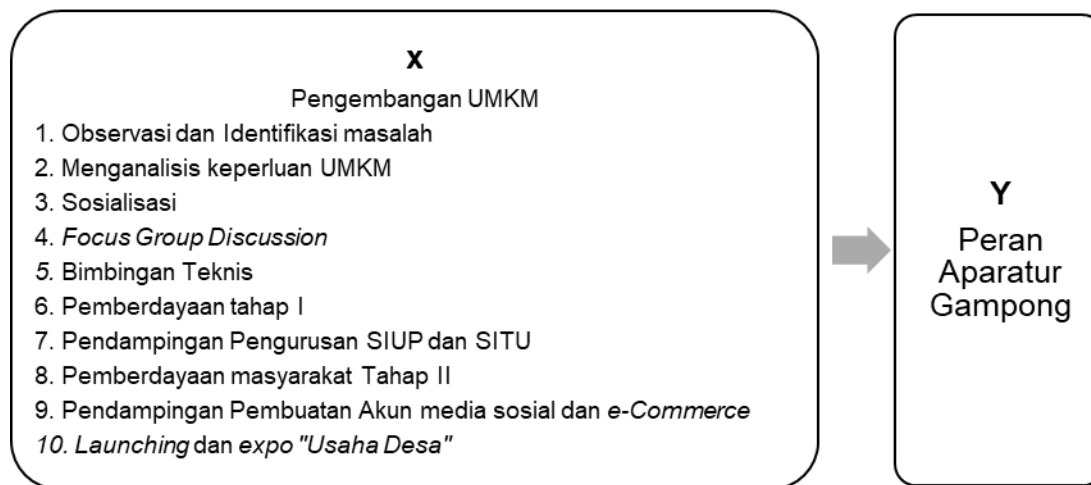 X
Pengembangan UMKM
1. Observasi dan Identifikasi masalah
2. Menganalisis keperluan UMKM
3. Sosialisasi
4. Focus Group Discussion
5. Bimbingan Teknis
6. Pemberdayaan tahap I
7. Pendampingan Pengurusan SIUP dan SITU
8. Pemberdayaan masyarakat Tahap II
9. Pendampingan Pembuatan Akun media sosial dan e-Commerce
10. Launching dan expo "Usaha Desa"
Y
Peran
Aparatur
Gampong